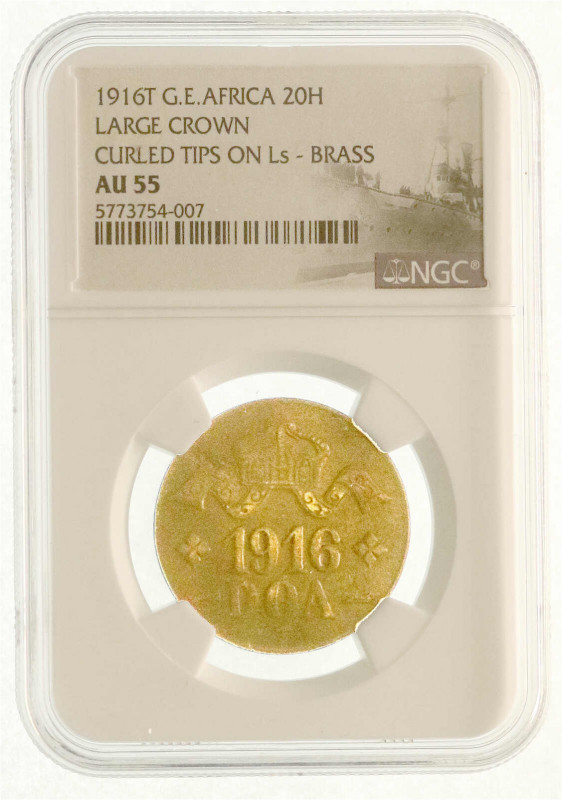 1916T G.E.AFRICA 20H
LARGE CROWN
CURLED TIPS ON Ls - BRASS
AU 55
5773754-007
NGC®
1916
DOA